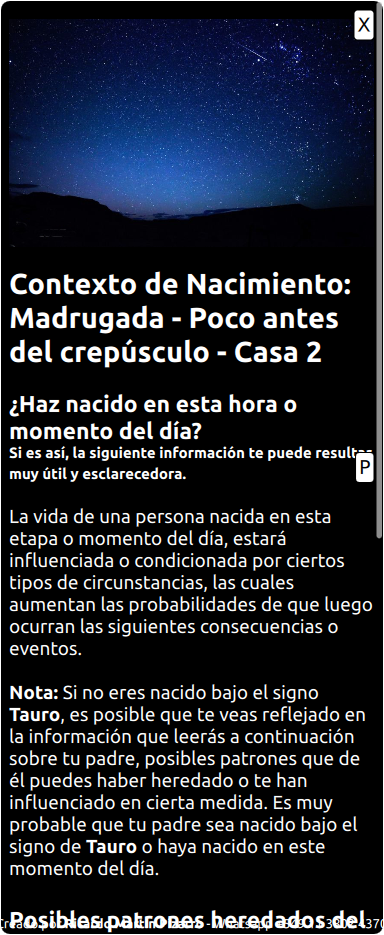 X
Contexto de Nacimiento:
Madrugada - Poco antes
del crepúsculo - Casa 2
¿Haz nacido en esta hora o
momento del día?
Si es así, la siguiente información te puede resultar
muy útil y esclarecedora.
P
La vida de una persona nacida en esta
etapa o momento del día, estará
influenciada o condicionada por ciertos
tipos de circunstancias, las cuales
aumentan las probabilidades de que luego
ocurran las siguientes consecuencias o
eventos.
Nota: Si no eres nacido bajo el signo
Tauro, es posible que te veas reflejado en
la información que leerás a continuación
sobre tu padre, posibles patrones que de
él puedes haber heredado o te han
influenciado en cierta medida. Es muy
probable que tu padre sea nacido bajo el
signo de Tauro o haya nacido en este
momento del día.
Posibles patrones heredados del